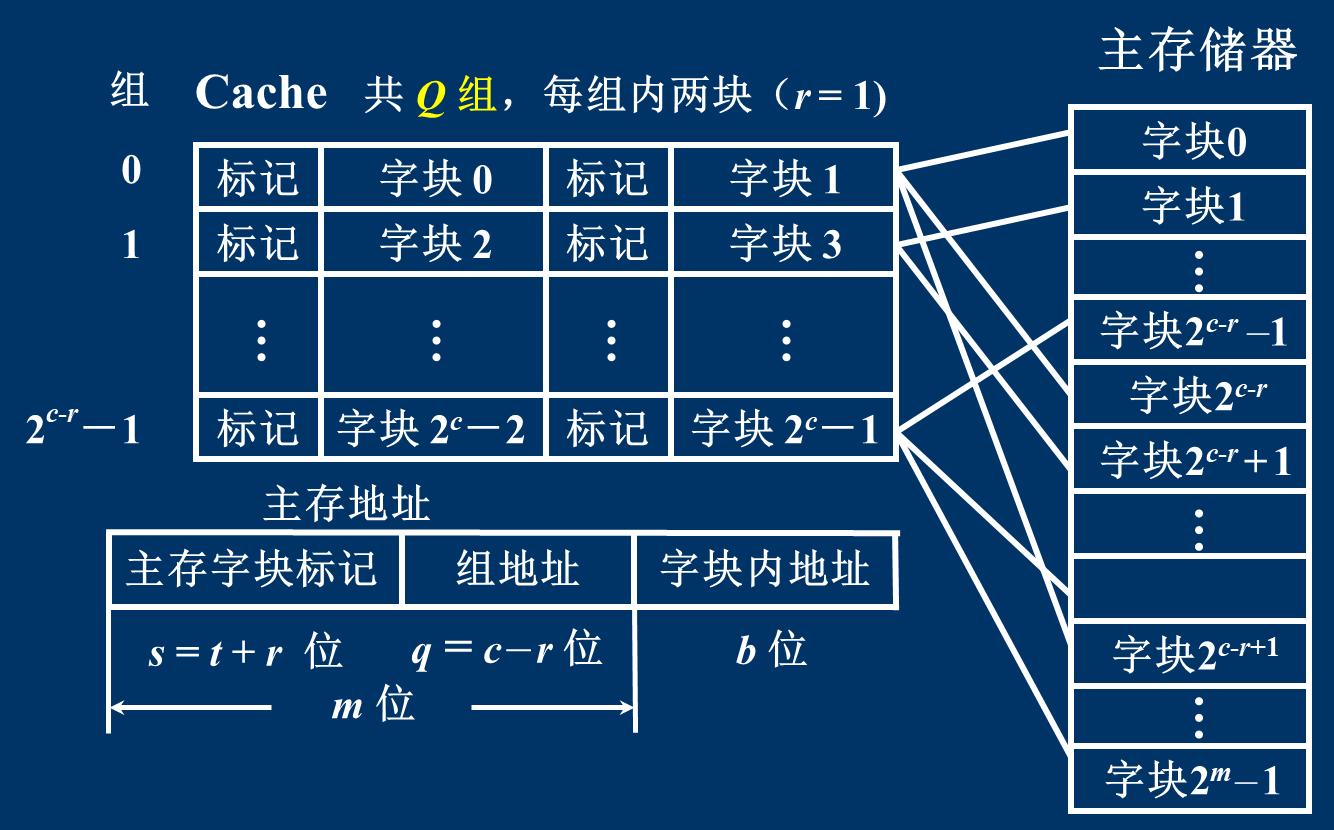 主存储器
组 Cache 共 Q 组，每组内两块（r = 1)
0 标记 字块 0 标记 字块 1
1 标记 字块 2 标记 字块 3
⋮ ⋮ ⋮ ⋮
2^{c-r}－1 标记 字块 2^c－2 标记 字块 2^c－1
字块0
字块1
⋮
字块2^{c-r} –1
字块2^{c-r}
字块2^{c-r} + 1
⋮
字块2^{c-r+1}
⋮
字块2^m–1
主存地址
主存字块标记 组地址 字块内地址
s = t + r 位 q = c–r 位 b 位
m 位